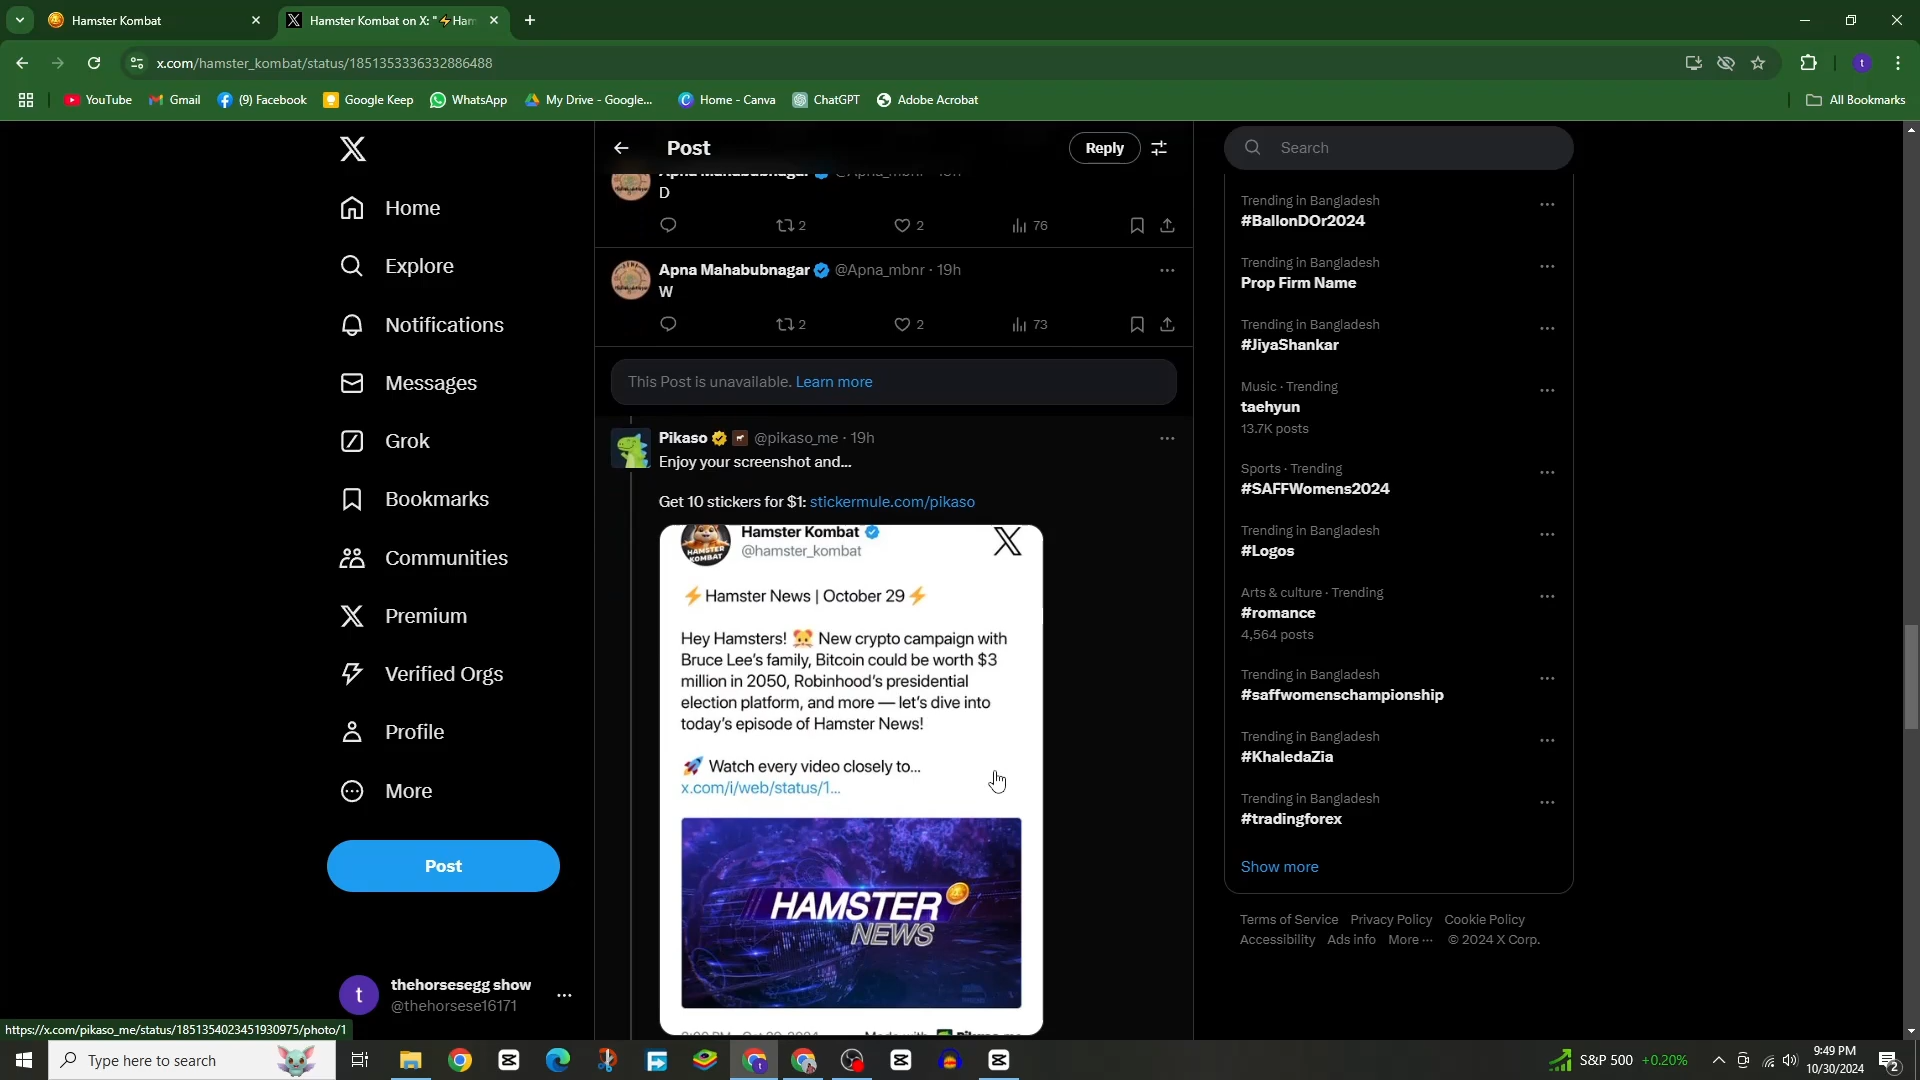 Hamster Kombat
Hamster Kombat on X: "⚡Ham
x.com/hamster_kombat/status/1851353336332886488
YouTube
Gmail
(9) Facebook
Google Keep
WhatsApp
My Drive - Google...
Home - Canva
ChatGPT
Adobe Acrobat
All Bookmarks
Home
Explore
Notifications
Messages
Grok
Bookmarks
Communities
Premium
Verified Orgs
Profile
More
Post
thehorsesegg show
@thehorsese16171
https://x.com/pikaso_me/status/1851354023451930975/photo/1
Post
Reply
Apna Mahabubnagar @Apna_mbnr · 19h
D
2
2
76
Apna Mahabubnagar @Apna_mbnr · 19h
W
2
2
73
This Post is unavailable. Learn more
Pikaso @pikaso_me · 19h
Enjoy your screenshot and...
Get 10 stickers for $1: stickermule.com/pikaso
Hamster Kombat
@hamster_kombat
HAMSTER
KOMBAT
⚡Hamster News | October 29⚡
Hey Hamsters! 🐹 New crypto campaign with
Bruce Lee's family, Bitcoin could be worth $3
million in 2050, Robinhood's presidential
election platform, and more — let's dive into
today's episode of Hamster News!
🚀 Watch every video closely to...
x.com/i/web/status/1...
HAMSTER
NEWS
Search
Trending in Bangladesh
#BallonDOr2024
Trending in Bangladesh
Prop Firm Name
Trending in Bangladesh
#JiyaShankar
Music · Trending
taehyun
13.7K posts
Sports · Trending
#SAFFWomens2024
Trending in Bangladesh
#Logos
Arts & culture · Trending
#romance
4,564 posts
Trending in Bangladesh
#saffwomenschampionship
Trending in Bangladesh
#KhaledaZia
Trending in Bangladesh
#tradingforex
Show more
Terms of Service Privacy Policy Cookie Policy
Accessibility Ads info More ··· © 2024 X Corp.
Type here to search
S&P 500 +0.20%
9:49 PM
10/30/2024
2